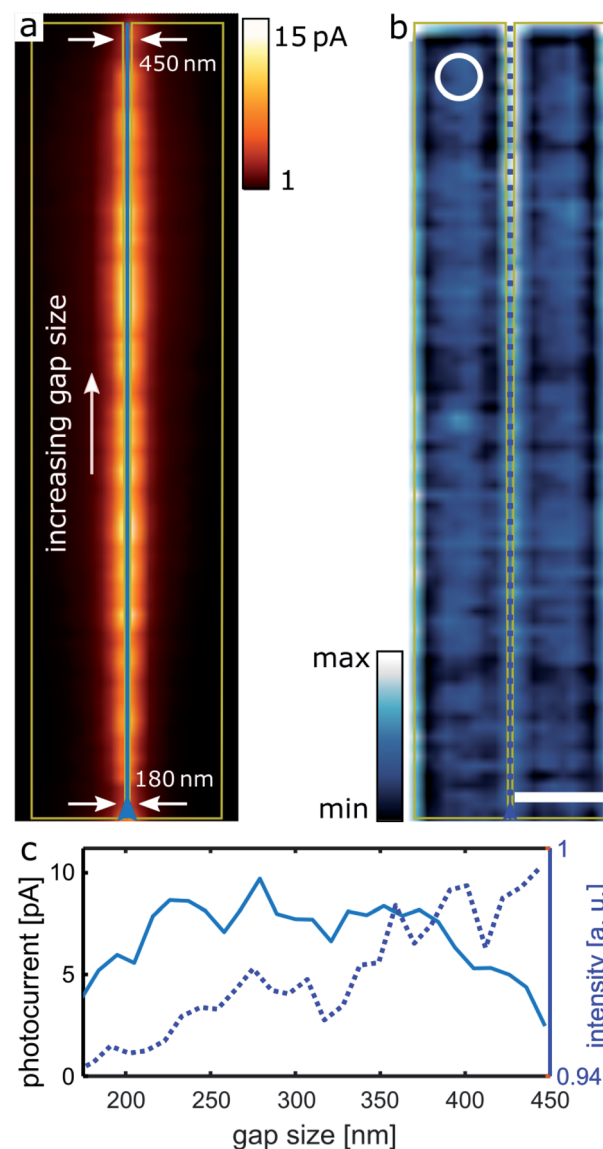 a
450 nm
15 pA
1
increasing gap size
180 nm
b
max
min
c
photocurrent [pA]
10
5
0
200
250
300
350
400
450
gap size [nm]
1
0.94
intensity [a. u.]